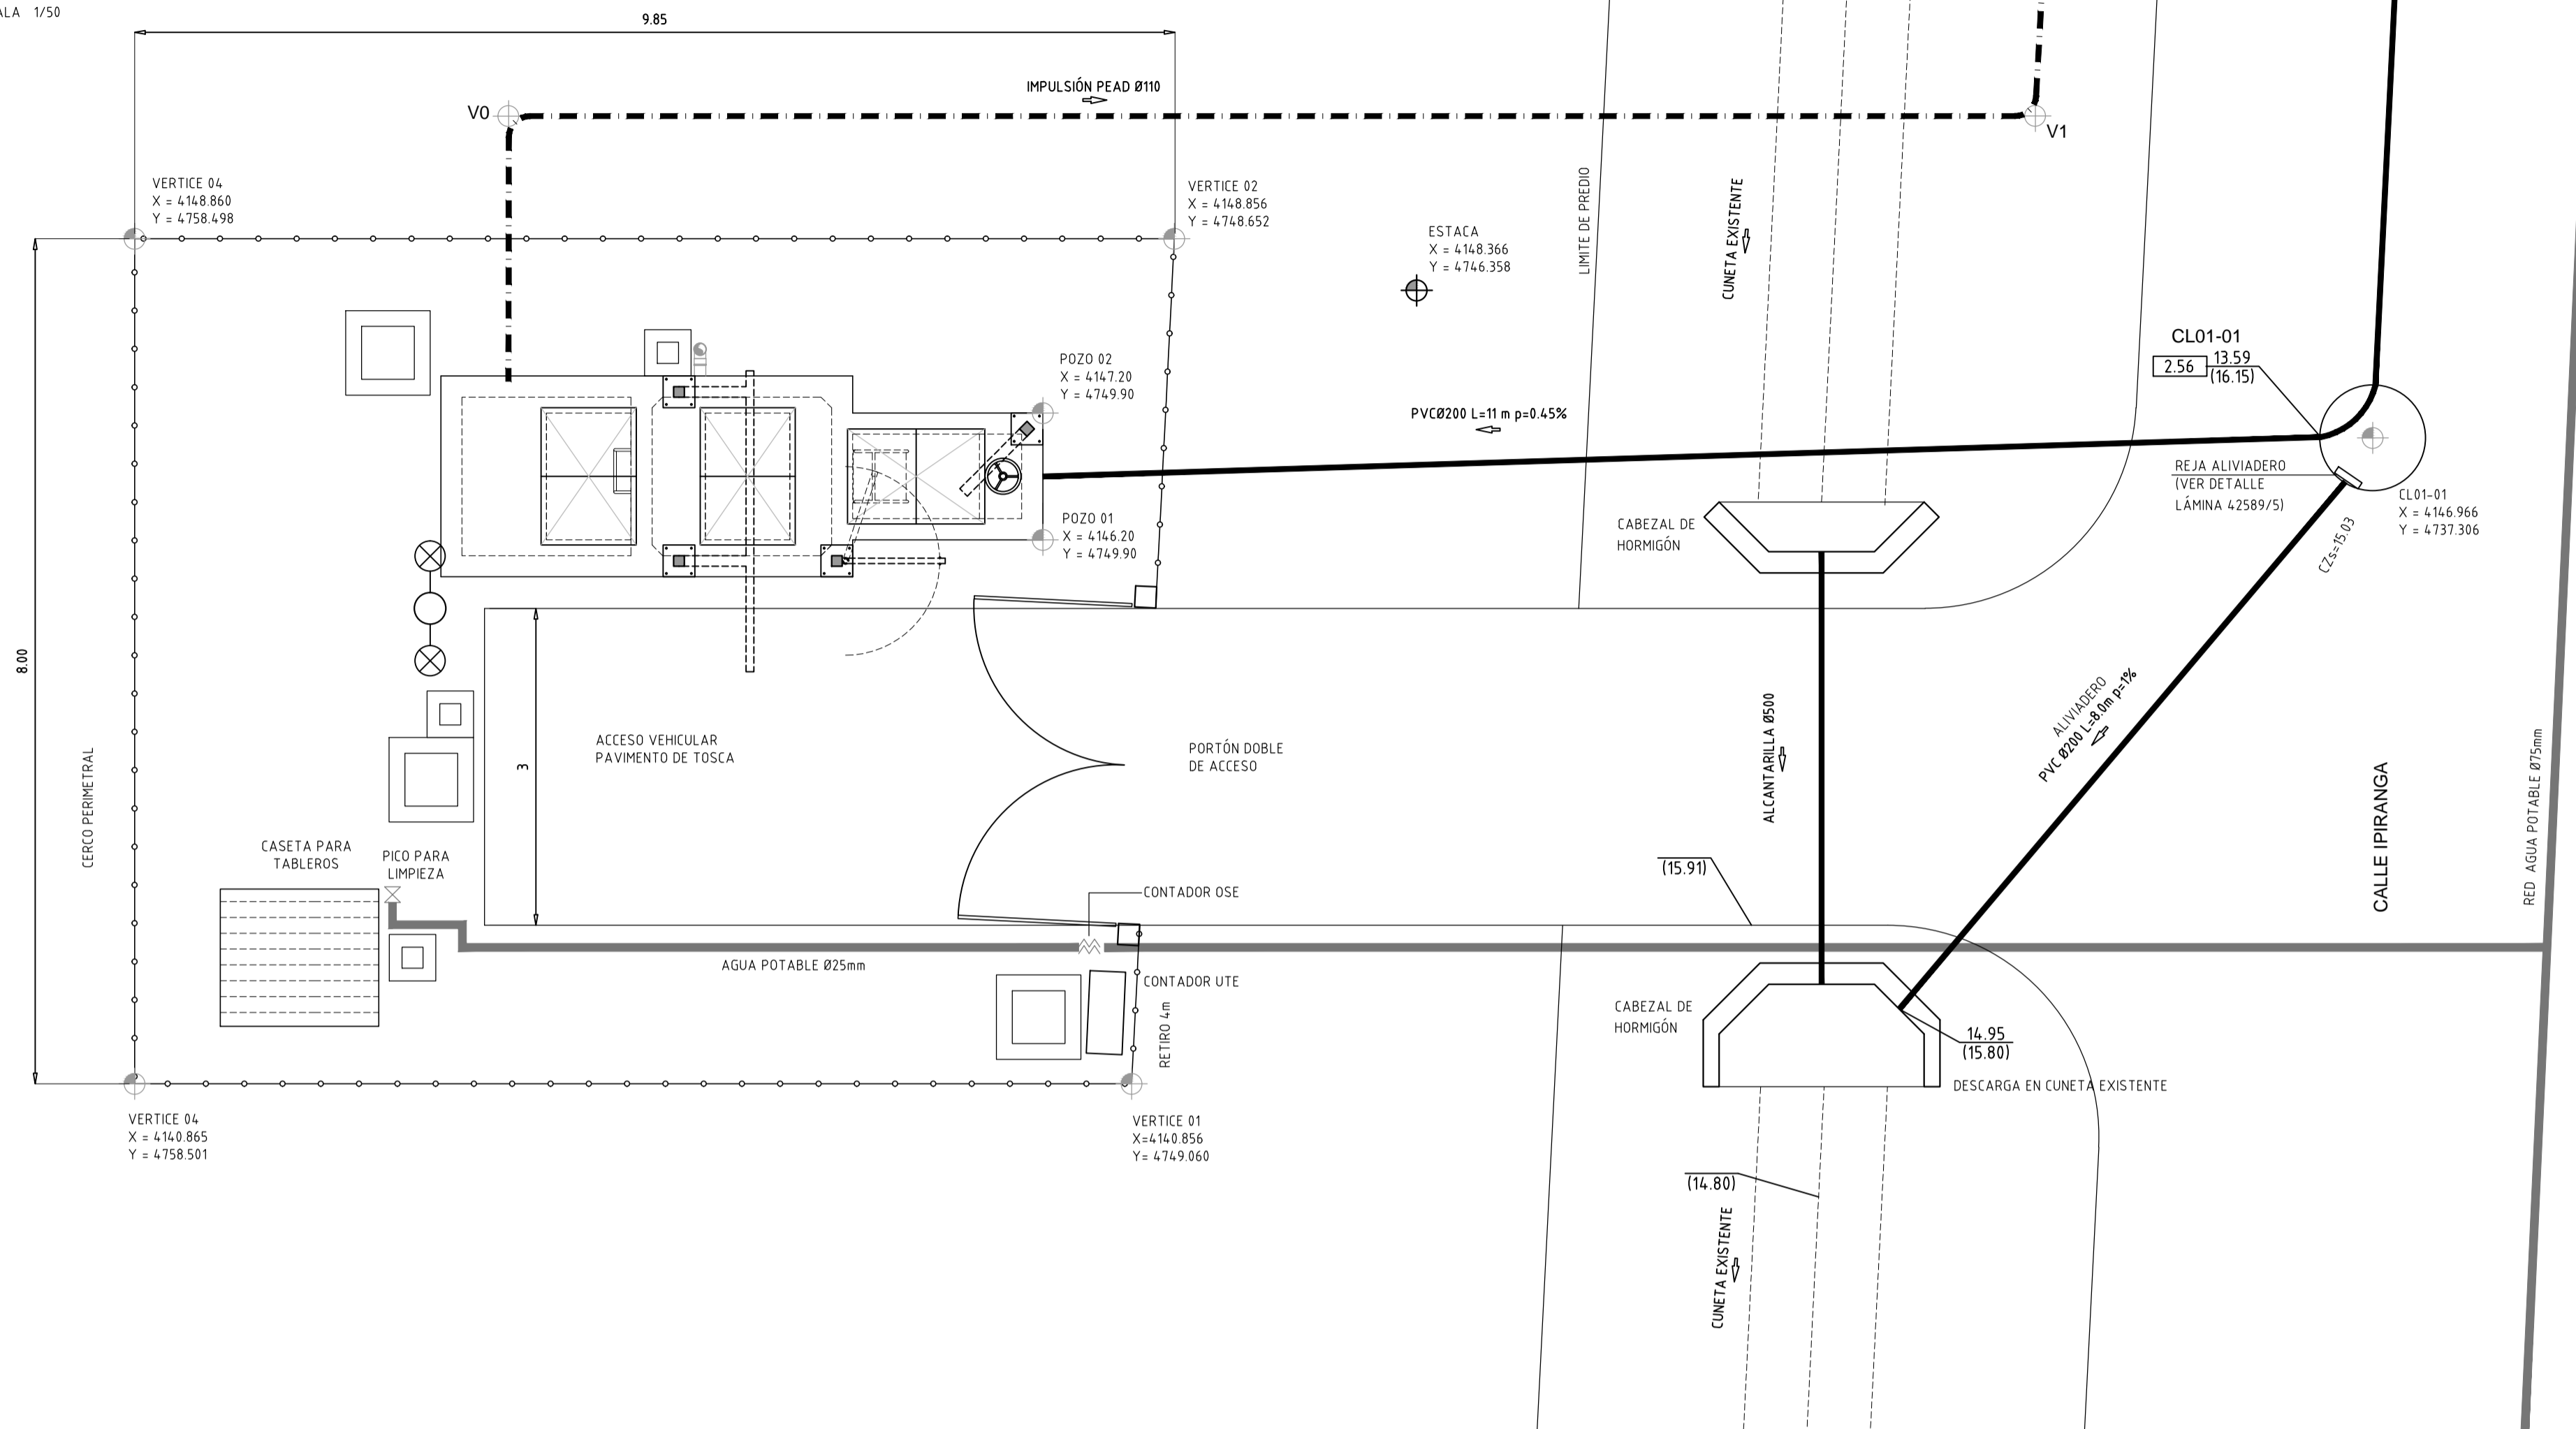 ALA 1/50
9.85
IMPULSIÓN PEAD Ø110
V0
V1
VERTICE 04
X = 4148.860
Y = 4758.498
VERTICE 02
X = 4148.856
Y = 4748.652
ESTACA
X = 4148.366
Y = 4746.358
LIMITE DE PREDIO
CUNETA EXISTENTE
CL01-01
2.56
13.59
(16.15)
POZO 02
X = 4147.20
Y = 4749.90
PVCØ200 L=11 m p=0.45%
REJA ALIVIADERO
(VER DETALLE
LÁMINA 42589/5)
CL01-01
X = 4146.966
Y = 4737.306
CZs=15.03
POZO 01
X = 4146.20
Y = 4749.90
CABEZAL DE
HORMIGÓN
8.00
3
CERCO PERIMETRAL
ACCESO VEHICULAR
PAVIMENTO DE TOSCA
PORTÓN DOBLE
DE ACCESO
ALCANTARILLA Ø500
ALIVIADERO
PVC Ø200 L=8.0m p=1%
CALLE IPIRANGA
RED AGUA POTABLE Ø75mm
CASETA PARA
TABLEROS
PICO PARA
LIMPIEZA
(15.91)
CONTADOR OSE
AGUA POTABLE Ø25mm
CONTADOR UTE
RETIRO 4m
CABEZAL DE
HORMIGÓN
14.95
(15.80)
DESCARGA EN CUNETA EXISTENTE
VERTICE 04
X = 4140.865
Y = 4758.501
VERTICE 01
X=4140.856
Y= 4749.060
(14.80)
CUNETA EXISTENTE